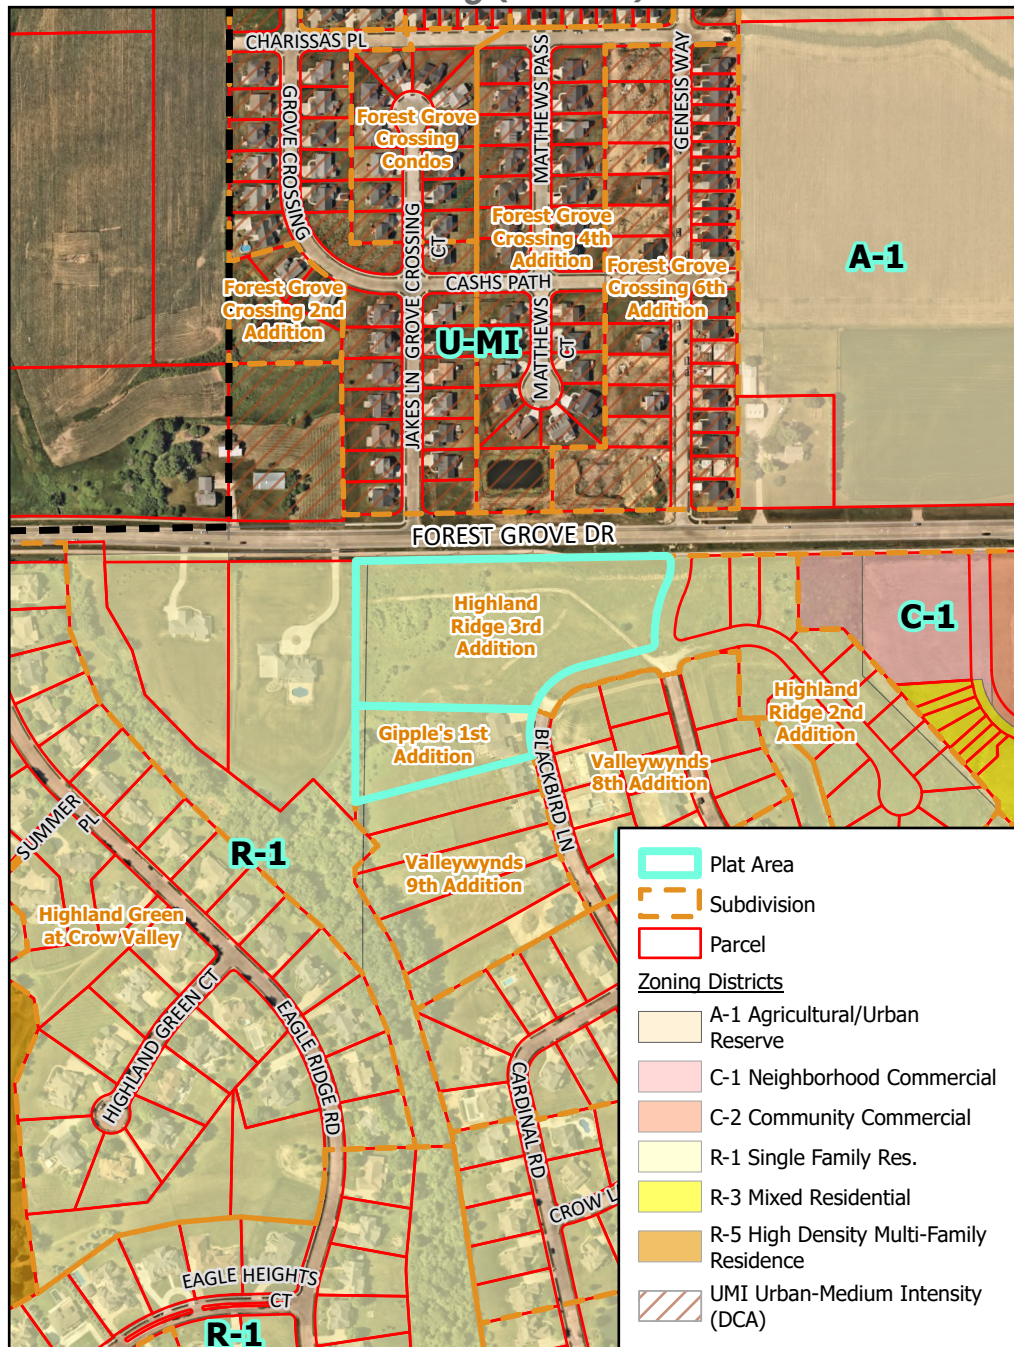 CHARISSAS PL
GROVE CROSSING
Forest Grove
Crossing
Condos
MATTHEWS PASS
GENESIS WAY
A-1
Forest Grove
Crossing 4th
Addition
Forest Grove
Crossing 6th
Addition
Forest Grove
Crossing 2nd
Addition
CASHS PATH
GROVE CROSSING
CT
U-MI
MATTHEWS
CT
JAKES LN
FOREST GROVE DR
Highland
Ridge 3rd
Addition
C-1
Highland
Ridge 2nd
Addition
Gipple's 1st
Addition
BLACKBIRD LN
Valleywynds
8th Addition
SUMMER
PL
R-1
Valleywynds
9th Addition
Highland Green
at Crow Valley
HIGHLAND GREEN CT
EAGLE RIDGE RD
CARDINAL RD
CROW L
EAGLE HEIGHTS
CT
R-1
Plat Area
Subdivision
Parcel
Zoning Districts
A-1 Agricultural/Urban
Reserve
C-1 Neighborhood Commercial
C-2 Community Commercial
R-1 Single Family Res.
R-3 Mixed Residential
R-5 High Density Multi-Family
Residence
UMI Urban-Medium Intensity
(DCA)